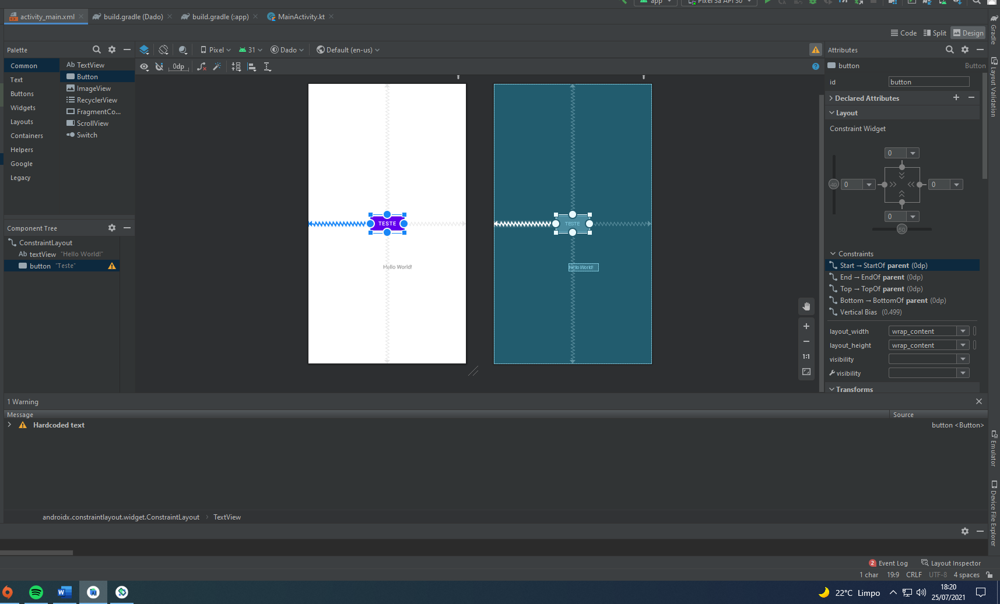 app
Pixel 3a API 30
activity_main.xml
build.gradle (Dado)
build.gradle (:app)
MainActivity.kt
Code
Split
Design
Palette
Pixel
31
Dado
Default (en-us)
Attributes
0dp
Common
Text
Buttons
Widgets
Layouts
Containers
Helpers
Google
Legacy
Ab TextView
Button
ImageView
RecyclerView
FragmentCo...
ScrollView
Switch
Component Tree
ConstraintLayout
Ab textView "Hello World!"
button "Teste"
TESTE
Hello World!
TESTE
Hello World!
1:1
button
Button
id
button
Declared Attributes
Layout
Constraint Widget
0
40
0
0
0
50
Constraints
Start → StartOf parent (0dp)
End → EndOf parent (0dp)
Top → TopOf parent (0dp)
Bottom → BottomOf parent (0dp)
Vertical Bias (0.499)
layout_width
wrap_content
layout_height
wrap_content
visibility
visibility
Transforms
Gradle
Layout Validation
Emulator
Device File Explorer
1 Warning
Message
Source
Hardcoded text
button <Button>
androidx.constraintlayout.widget.ConstraintLayout
TextView
2 Event Log
Layout Inspector
1 char
19:9
CRLF
UTF-8
4 spaces
22°C Limpo
18:20
25/07/2021